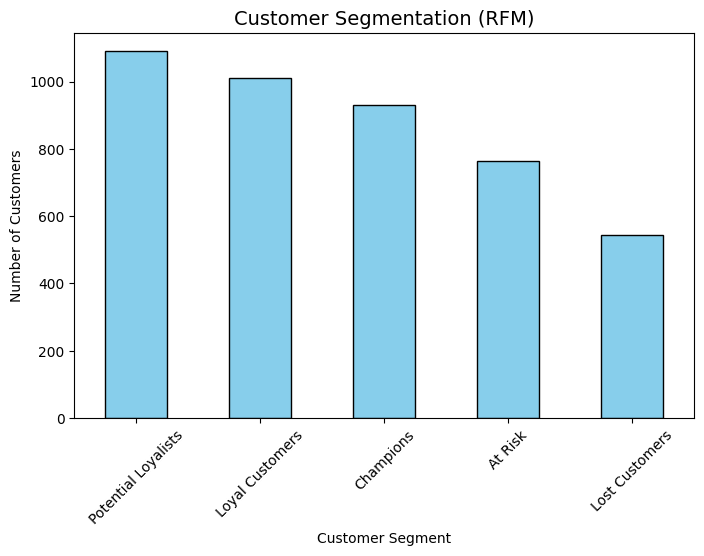 Customer Segmentation (RFM)
Number of Customers
1000
800
600
400
200
0
Potential Loyalists
Loyal Customers
Champions
At Risk
Lost Customers
Customer Segment